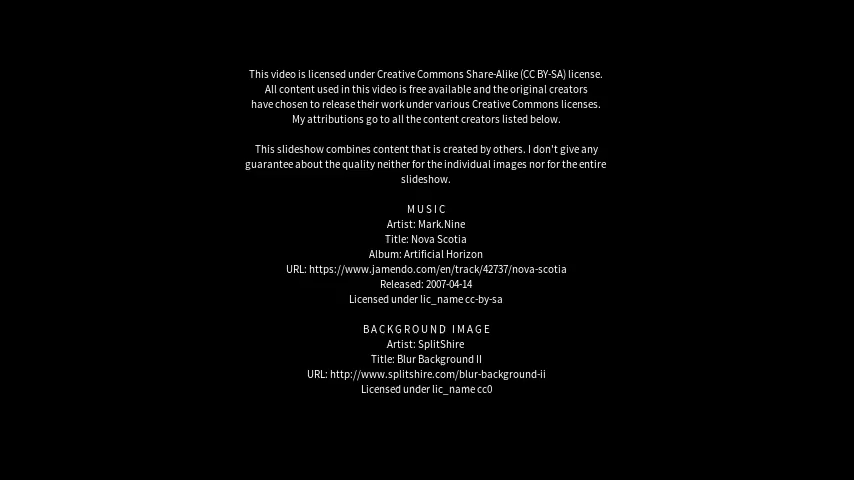 This video is licensed under Creative Commons Share-Alike (CC BY-SA) license.
All content used in this video is free available and the original creators
have chosen to release their work under various Creative Commons licenses.
My attributions go to all the content creators listed below.
This slideshow combines content that is created by others. I don't give any
guarantee about the quality neither for the individual images nor for the entire
slideshow.
MUSIC
Artist: Mark.Nine
Title: Nova Scotia
Album: Artificial Horizon
URL: https://www.jamendo.com/en/track/42737/nova-scotia
Released: 2007-04-14
Licensed under lic_name cc-by-sa
BACKGROUND IMAGE
Artist: SplitShire
Title: Blur Background II
URL: http://www.splitshire.com/blur-background-ii
Licensed under lic_name cc0